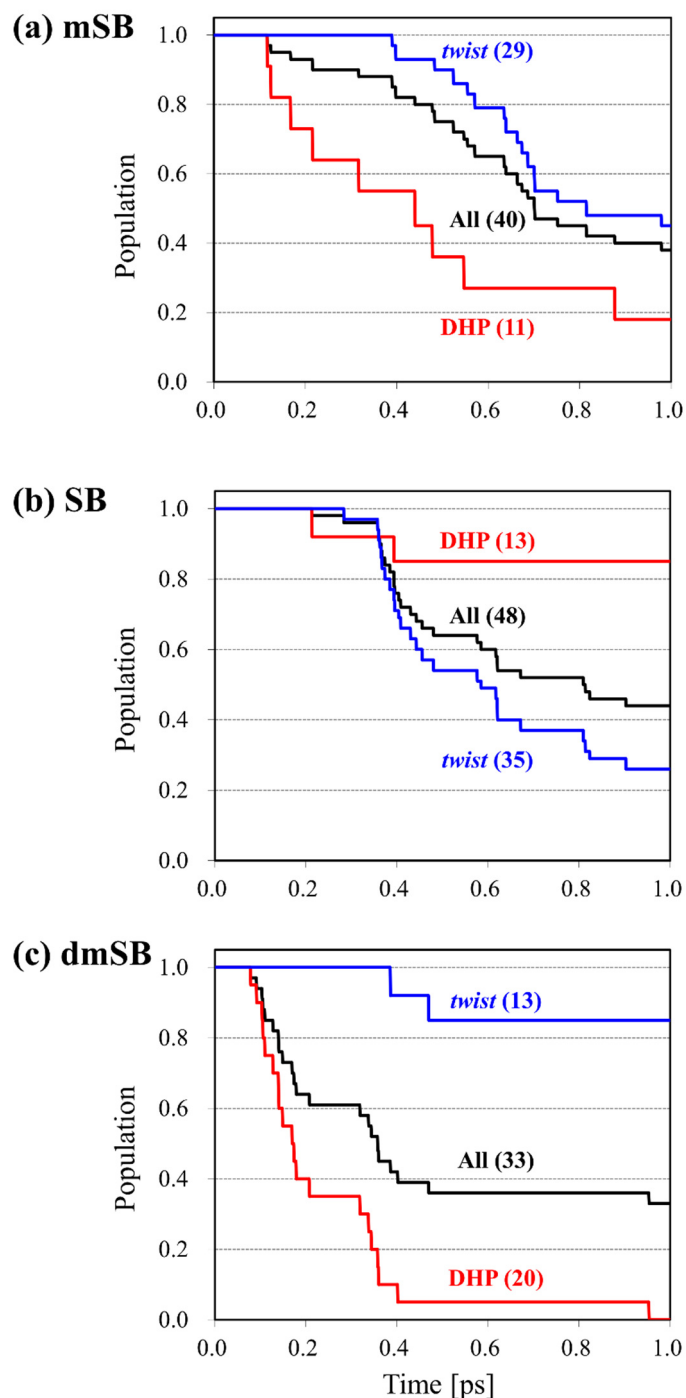 (a) mSB
1.0
twist (29)
0.8
0.6
All (40)
0.4
DHP (11)
0.2
0.0
Population
0.0 0.2 0.4 0.6 0.8 1.0
(b) SB
1.0
DHP (13)
0.8
All (48)
0.6
0.4
twist (35)
0.2
0.0
Population
0.0 0.2 0.4 0.6 0.8 1.0
(c) dmSB
1.0
twist (13)
0.8
0.6
All (33)
0.4
0.2
DHP (20)
0.0
Population
0.0 0.2 0.4 0.6 0.8 1.0
Time [ps]